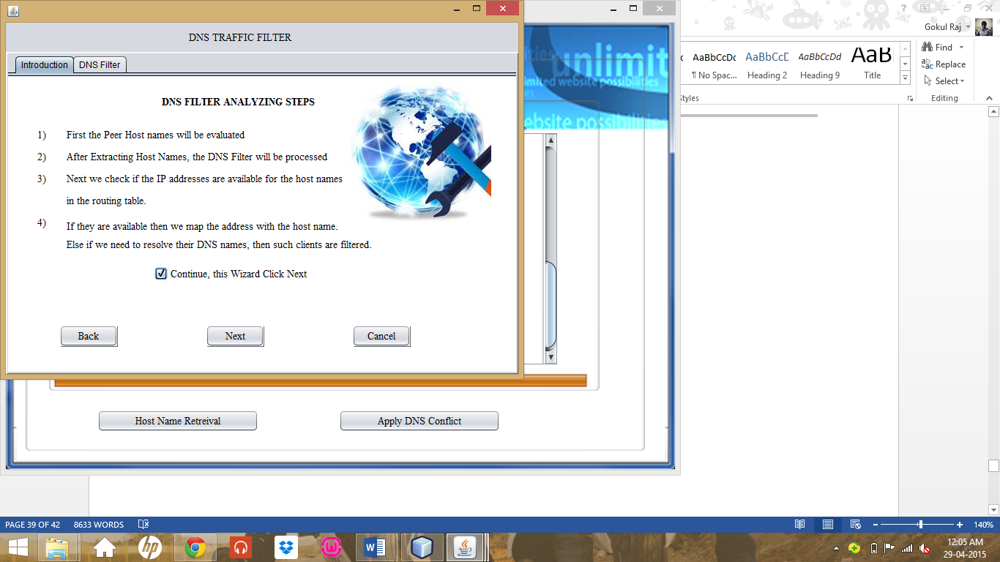 DNS TRAFFIC FILTER
Introduction
DNS Filter
DNS FILTER ANALYZING STEPS
1) First the Peer Host names will be evaluated
2) After Extracting Host Names, the DNS Filter will be processed
3) Next we check if the IP addresses are available for the host names
in the routing table.
4) If they are available then we map the address with the host name.
Else if we need to resolve their DNS names, then such clients are filtered.
Continue, this Wizard Click Next
Back
Next
Cancel
unlimit
imited website possibilities
ebsite possibilities
Host Name Retreival
Apply DNS Conflict
Gokul Raj
AaBbCcDc
AaBbCcD
AaBbCcDd
AaB
¶ No Spac...
Heading 2
Heading 9
Title
Styles
Find
Replace
Select
Editing
PAGE 39 OF 42
8633 WORDS
140%
12:05 AM
29-04-2015